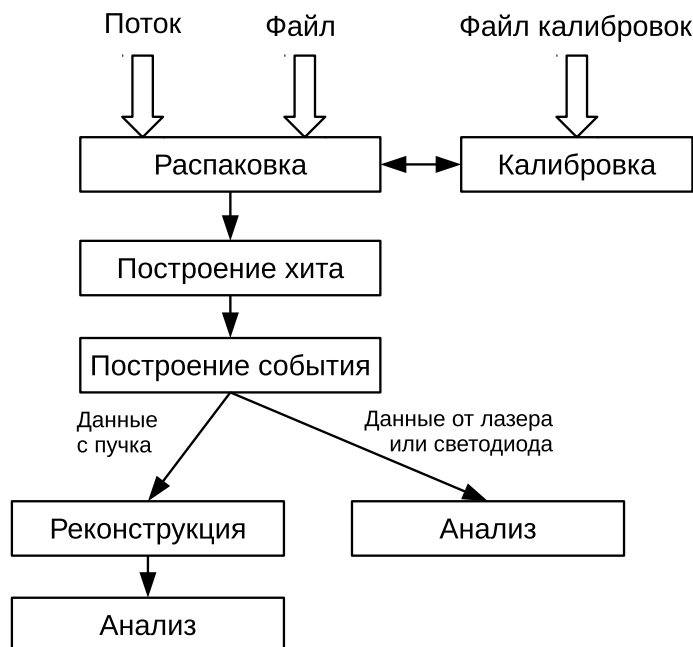 Поток
Файл
Файл калибровок
Распаковка
Калибровка
Построение хита
Построение события
Данные
с пучка
Данные от лазера
или светодиода
Реконструкция
Анализ
Анализ